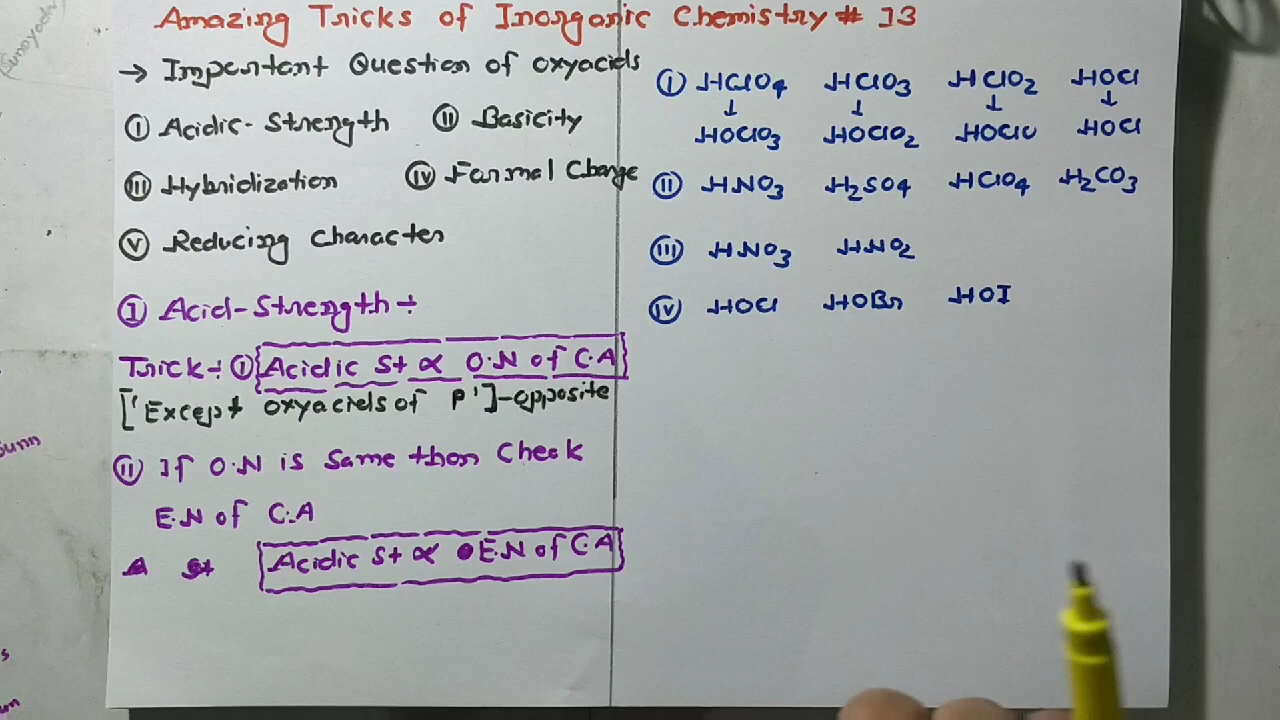 Amazing Tricks of Inorganic Chemistry # 13
→ Important Question of oxyacids
(I) Acidic-Strength (II) Basicity
(III) Hybridization (IV) Formal Charge
(V) Reducing Character
(I) Acid-Strength :-
Trick:- (I) Acidic St ∝ O.N of C.A
['Except oxyacids of P']-opposite
(II) If O.N is same then check
E.N of C.A
A St Acidic St ∝ E.N of C.A
(I) HClO4 HClO3 HClO2 HOCl
↓ ↓ ↓ ↓
HOClO3 HOClO2 HOClO HOCl
(II) HNO3 H2SO4 HClO4 H2CO3
(III) HNO3 HNO2
(IV) HOCl HOBr HOI